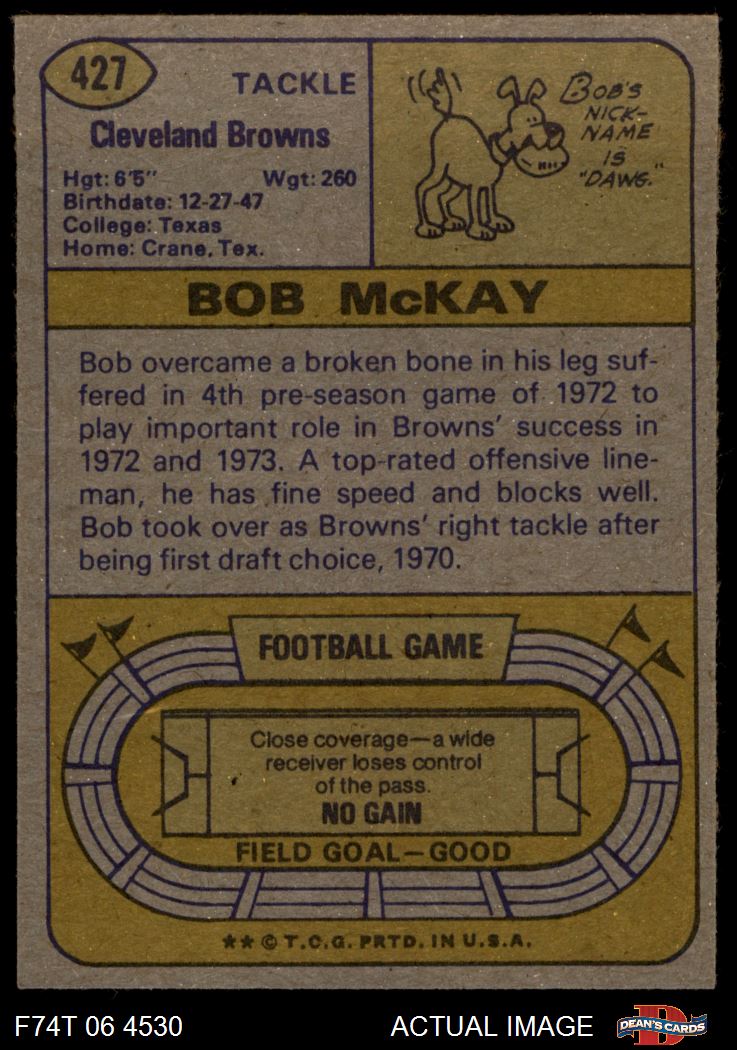 427
TACKLE
Cleveland Browns
Hgt: 6'5"   Wgt: 260
Birthdate: 12-27-47
College: Texas
Home: Crane, Tex.
BOB'S
NICK-
NAME
IS
"DAWG."
BOB McKAY
Bob overcame a broken bone in his leg suf-
fered in 4th pre-season game of 1972 to
play important role in Browns' success in
1972 and 1973. A top-rated offensive line-
man, he has fine speed and blocks well.
Bob took over as Browns' right tackle after
being first draft choice, 1970.
FOOTBALL GAME
Close coverage—a wide
receiver loses control
of the pass.
NO GAIN
FIELD GOAL—GOOD
** © T.C.G. PRTD. IN U.S.A.
F74T 06 4530   ACTUAL IMAGE   D DEAN'S CARDS